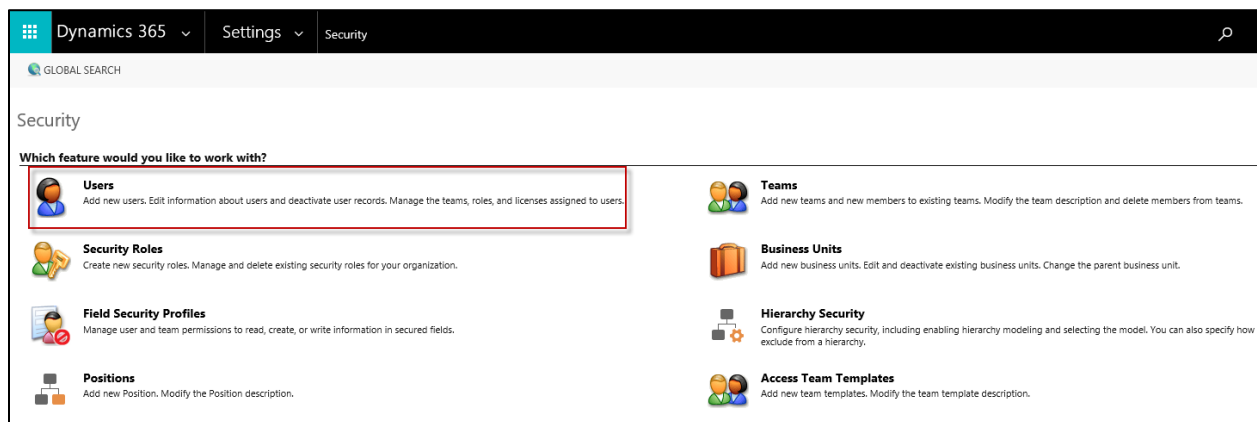 Dynamics 365 Settings Security
GLOBAL SEARCH
Security
Which feature would you like to work with?
Users
Add new users. Edit information about users and deactivate user records. Manage the teams, roles, and licenses assigned to users.
Teams
Add new teams and new members to existing teams. Modify the team description and delete members from teams.
Security Roles
Create new security roles. Manage and delete existing security roles for your organization.
Business Units
Add new business units. Edit and deactivate existing business units. Change the parent business unit.
Field Security Profiles
Manage user and team permissions to read, create, or write information in secured fields.
Hierarchy Security
Configure hierarchy security, including enabling hierarchy modeling and selecting the model. You can also specify how
exclude from a hierarchy.
Positions
Add new Position. Modify the Position description.
Access Team Templates
Add new team templates. Modify the team template description.